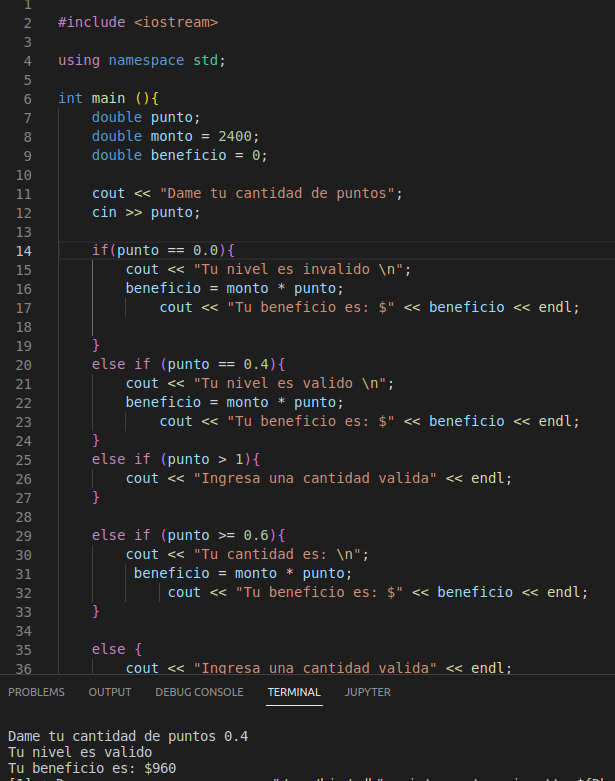 1
2 #include <iostream>
3
4 using namespace std;
5
6 int main (){
7 double punto;
8 double monto = 2400;
9 double beneficio = 0;
10
11 cout << "Dame tu cantidad de puntos";
12 cin >> punto;
13
14 if(punto == 0.0){
15 cout << "Tu nivel es invalido \n";
16 beneficio = monto * punto;
17 cout << "Tu beneficio es: $" << beneficio << endl;
18
19 }
20 else if (punto == 0.4){
21 cout << "Tu nivel es valido \n";
22 beneficio = monto * punto;
23 cout << "Tu beneficio es: $" << beneficio << endl;
24 }
25 else if (punto > 1){
26 cout << "Ingresa una cantidad valida" << endl;
27 }
28
29 else if (punto >= 0.6){
30 cout << "Tu cantidad es: \n";
31 beneficio = monto * punto;
32 cout << "Tu beneficio es: $" << beneficio << endl;
33 }
34
35 else {
36 cout << "Ingresa una cantidad valida" << endl;
PROBLEMS OUTPUT DEBUG CONSOLE TERMINAL JUPYTER
Dame tu cantidad de puntos 0.4
Tu nivel es valido
Tu beneficio es: $960